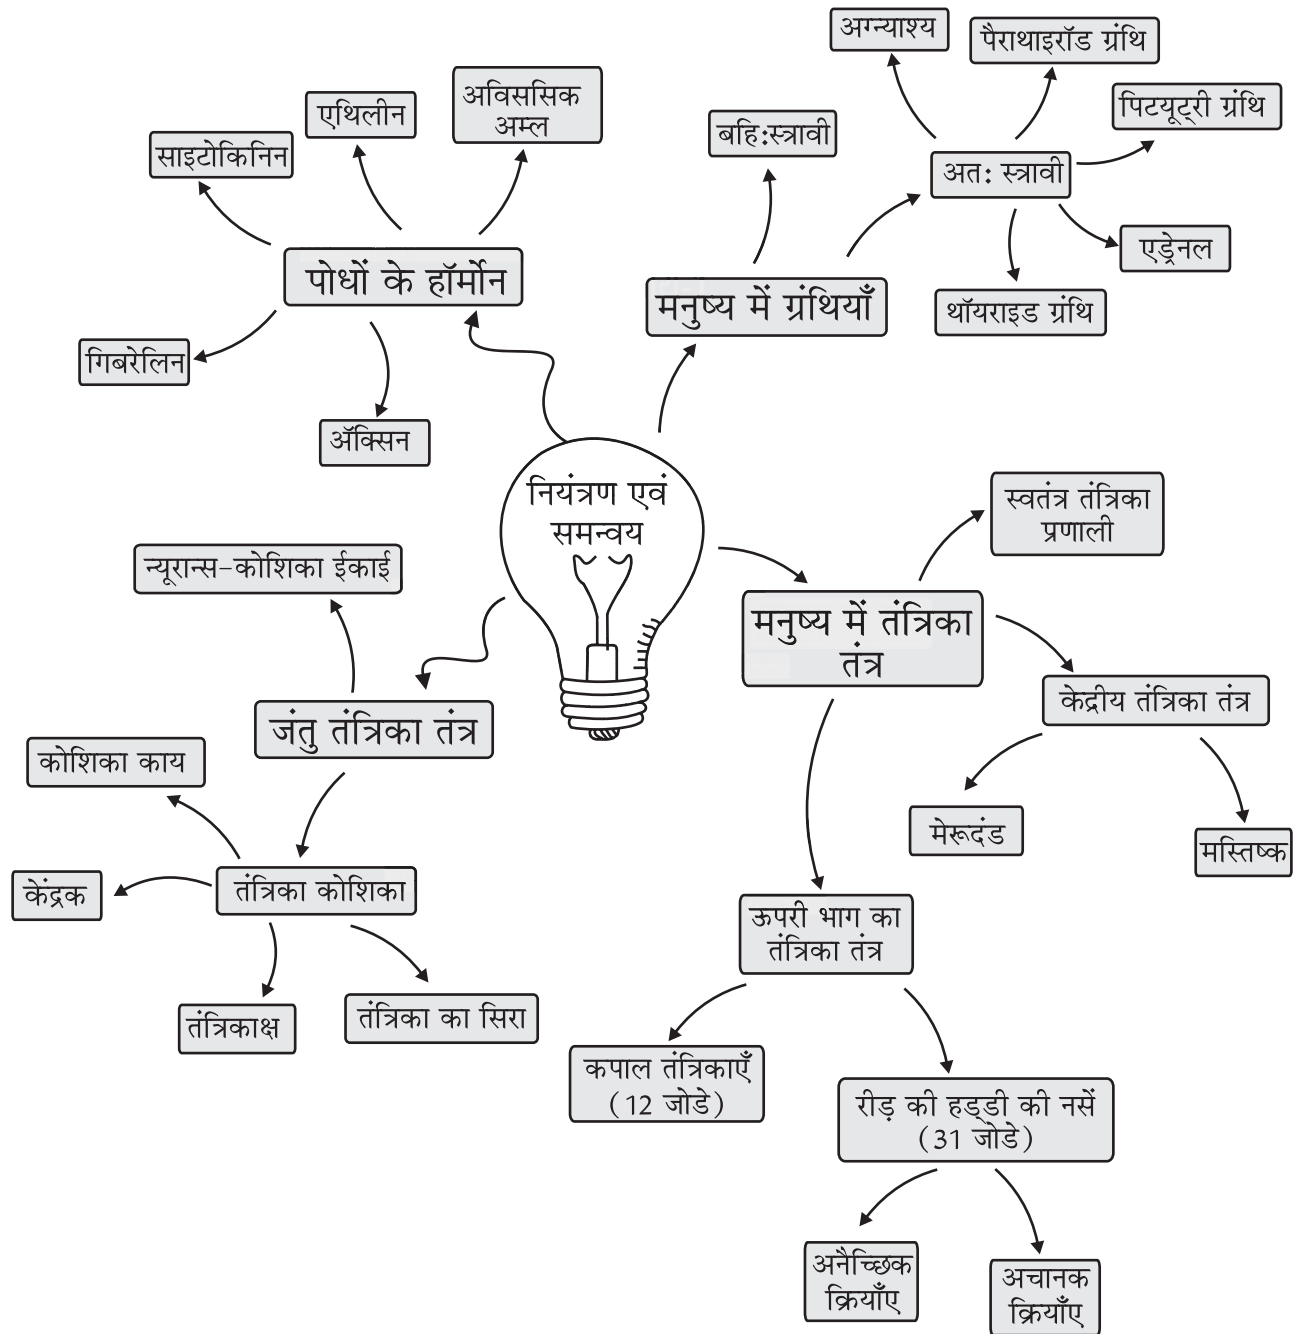 अग्न्याश्य
पैराथाइरॉड ग्रंथि
अविससिक
अम्ल
एथिलीन
पिटयूट्री ग्रंथि
बहि:स्त्रावी
साइटोकिनिन
अत: स्त्रावी
एड्रेनल
पोधों के हॉर्मोन
मनुष्य में ग्रंथियाँ
थॉयराइड ग्रंथि
गिबरेलिन
ऑक्सिन
नियंत्रण एवं
समन्वय
स्वतंत्र तंत्रिका
प्रणाली
न्यूरान्स-कोशिका ईकाई
मनुष्य में तंत्रिका
तंत्र
केद्रीय तंत्रिका तंत्र
जंतु तंत्रिका तंत्र
कोशिका काय
मेरूदंड
मस्तिष्क
केंद्रक
तंत्रिका कोशिका
ऊपरी भाग का
तंत्रिका तंत्र
तंत्रिकाक्ष
तंत्रिका का सिरा
कपाल तंत्रिकाएँ
(12 जोडे)
रीड़ की हड्डी की नसें
(31 जोडे)
अनैच्छिक
क्रियाँए
अचानक
क्रियाँए